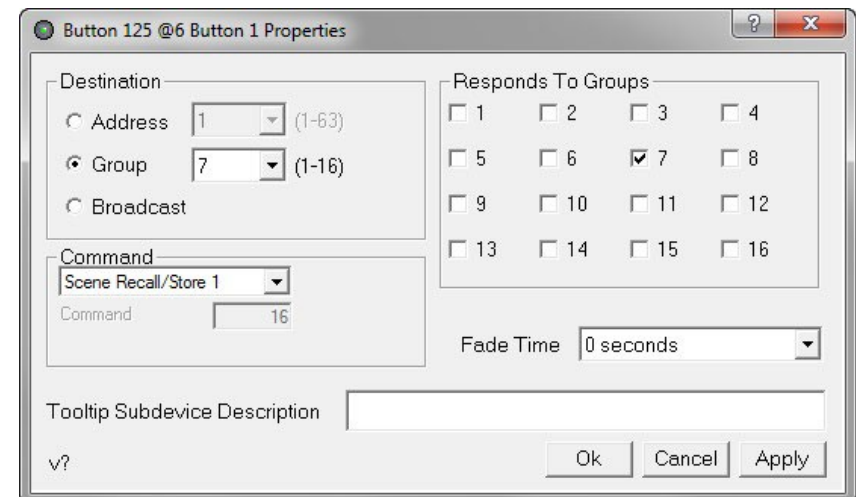 Button 125 @6 Button 1 Properties
?
X
Destination
Address 1 (1-63)
Group 7 (1-16)
Broadcast
Responds To Groups
1 2 3 4
5 6 7 8
9 10 11 12
13 14 15 16
Command
Scene Recall/Store 1
Command 16
Fade Time 0 seconds
Tooltip Subdevice Description
v?
Ok Cancel Apply